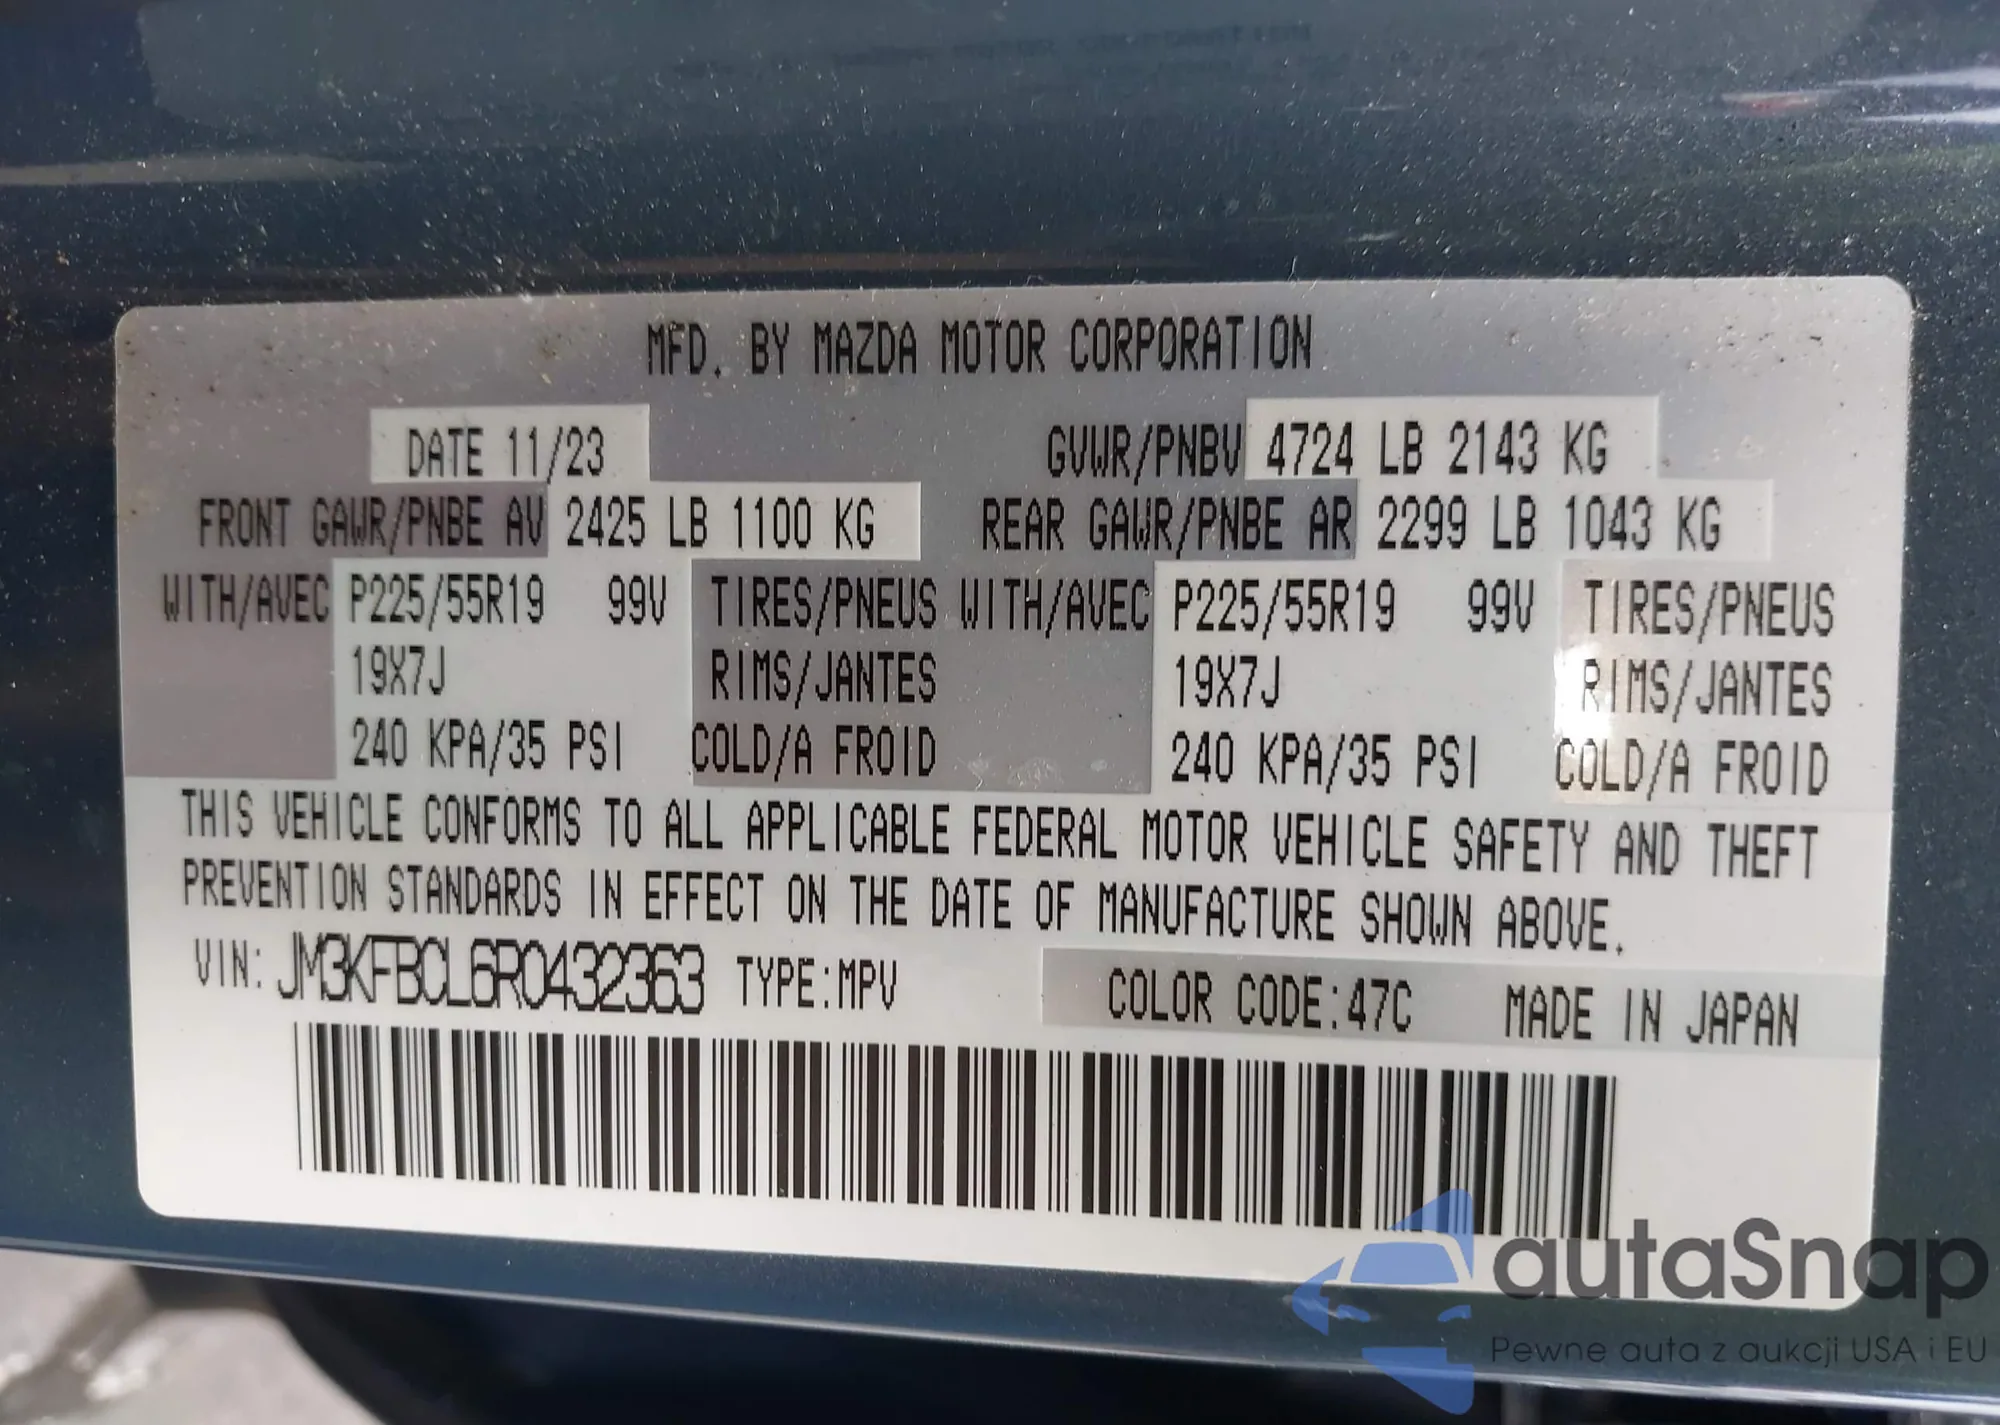 MFD. BY MAZDA MOTOR CORPORATION
DATE 11/23 GVWR/PNBV 4724 LB 2143 KG
FRONT GAWR/PNBE AV 2425 LB 1100 KG REAR GAWR/PNBE AR 2299 LB 1043 KG
WITH/AVEC P225/55R19 99V TIRES/PNEUS WITH/AVEC P225/55R19 99V TIRES/PNEUS
19X7J RIMS/JANTES 19X7J RIMS/JANTES
240 KPA/35 PSI COLD/A FROID 240 KPA/35 PSI COLD/A FROID
THIS VEHICLE CONFORMS TO ALL APPLICABLE FEDERAL MOTOR VEHICLE SAFETY AND THEFT
PREVENTION STANDARDS IN EFFECT ON THE DATE OF MANUFACTURE SHOWN ABOVE.
VIN: JM3KFBCL6R0432363 TYPE:MPV COLOR CODE:47C MADE IN JAPAN
autaSnap
Pewne auta z aukcji USA i EU